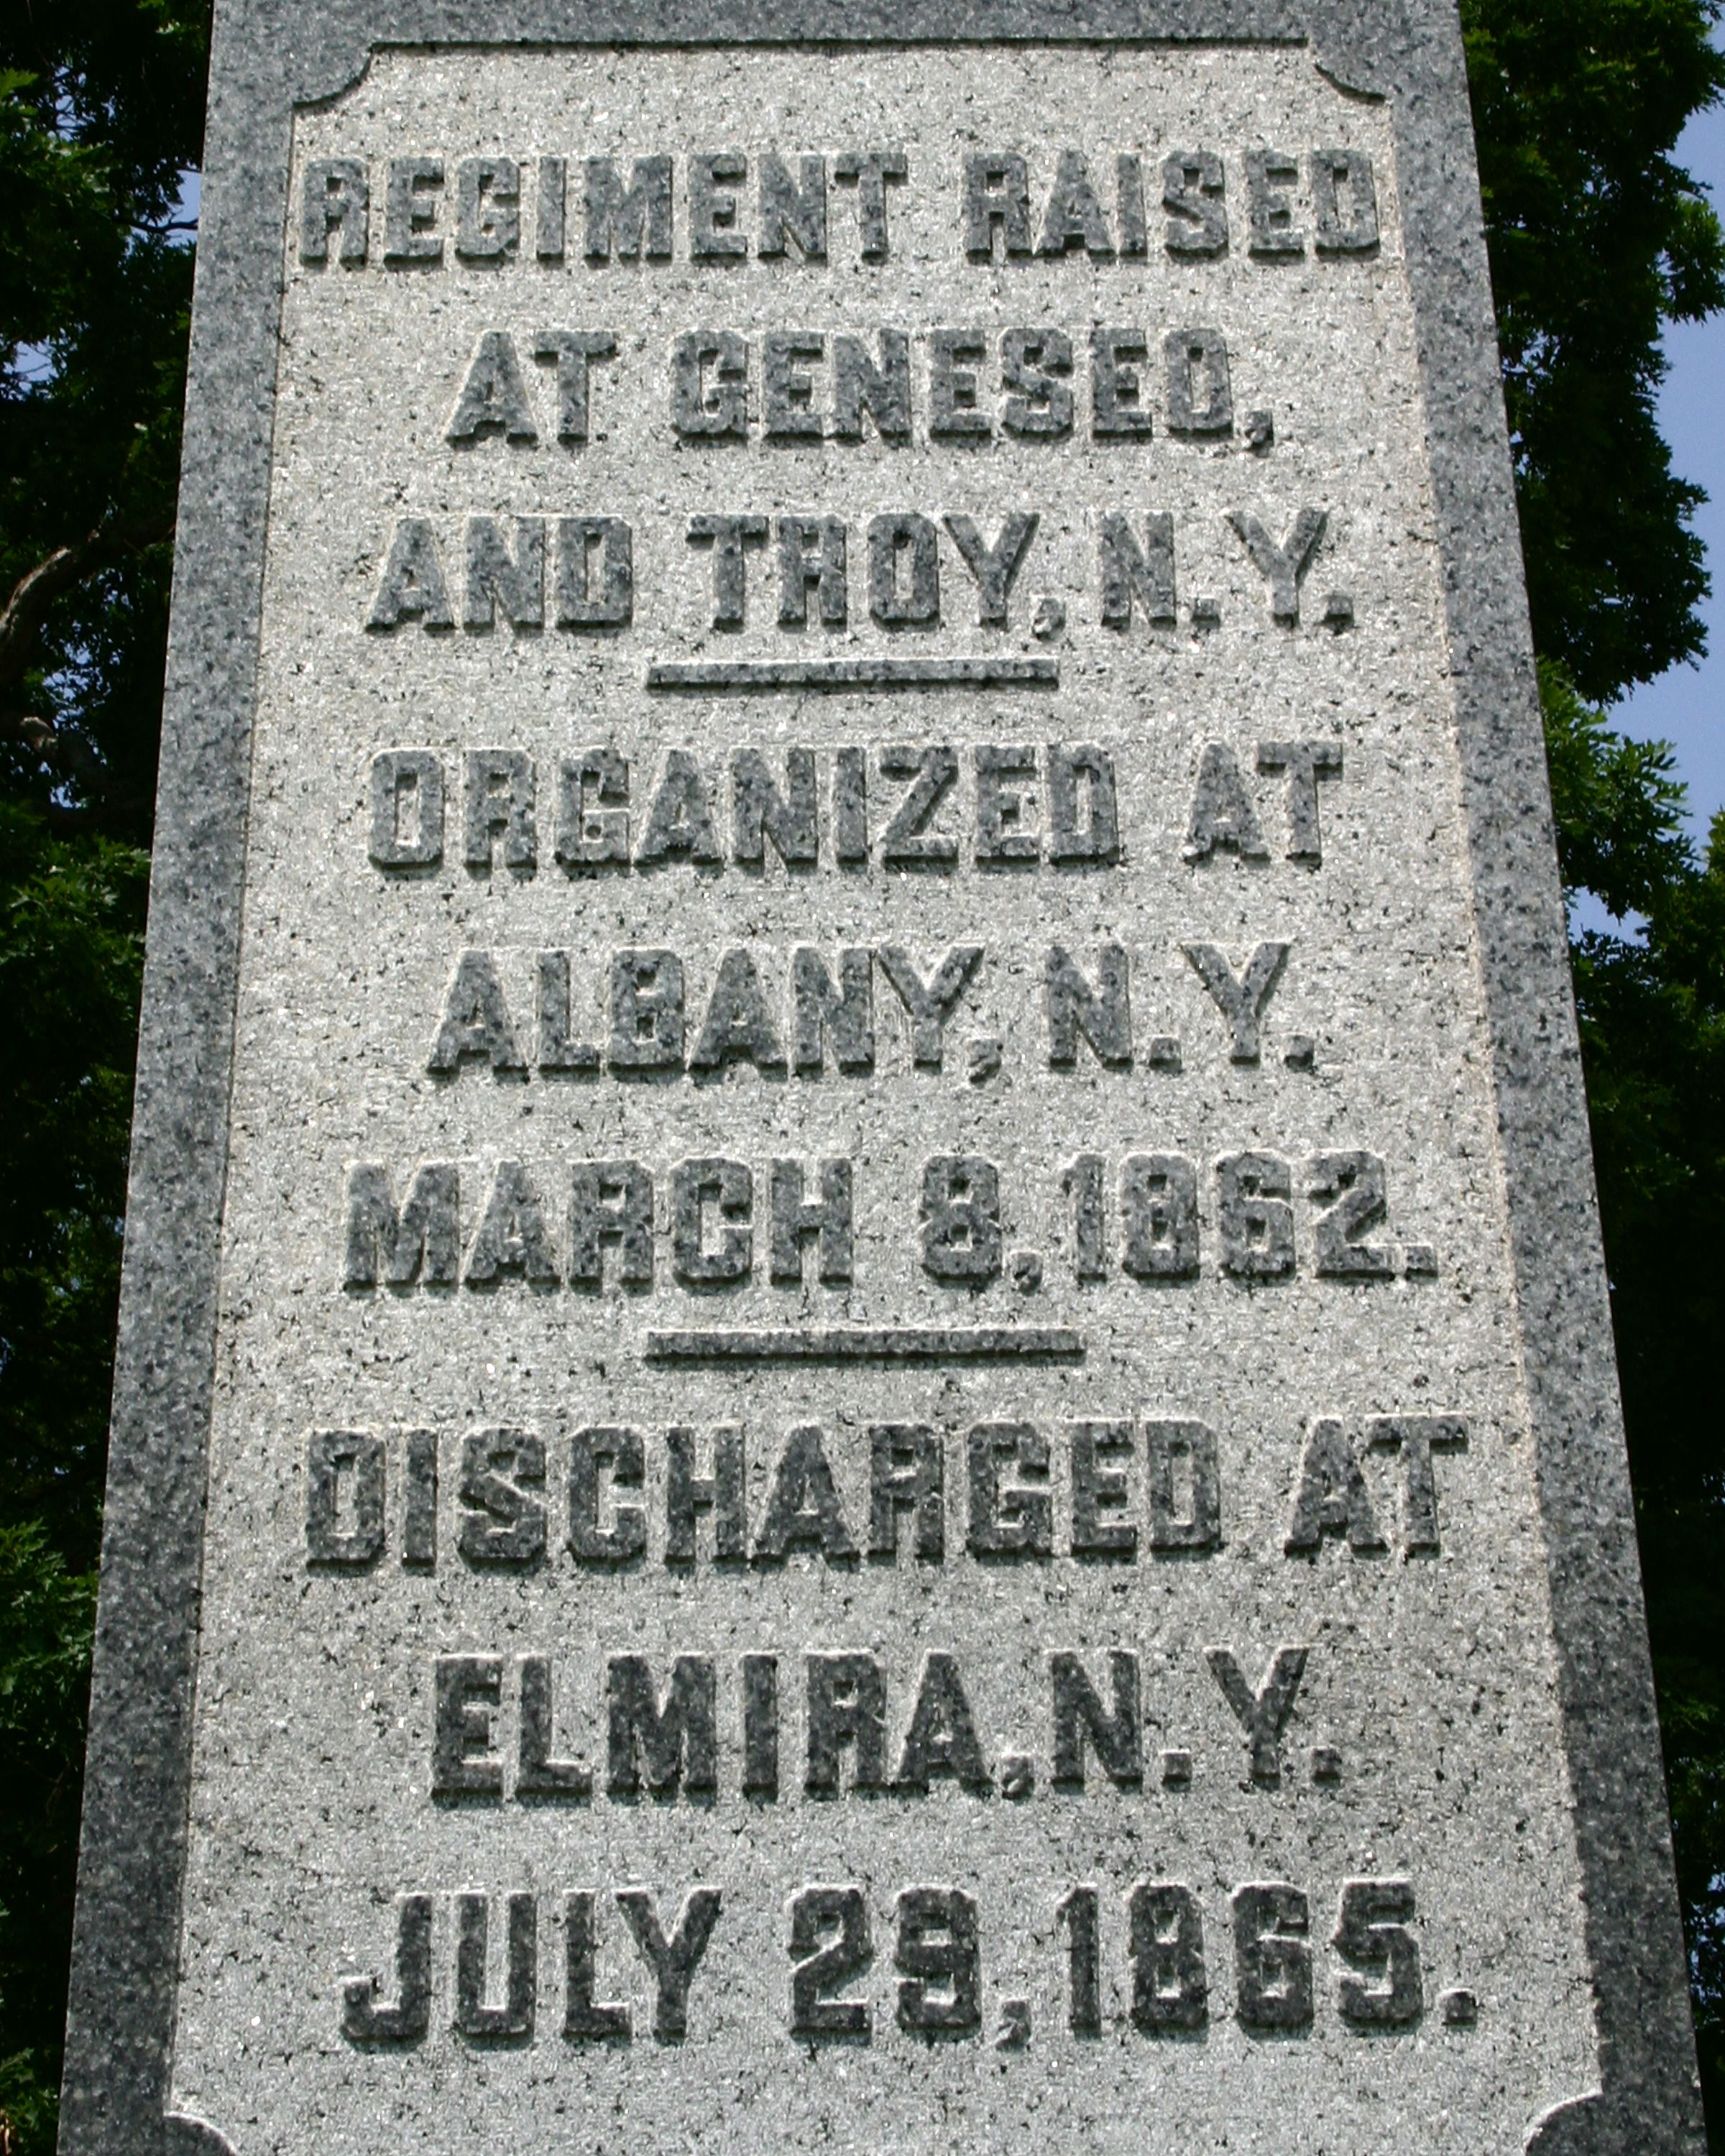 REGIMENT RAISED
AT GENESEO,
AND TROY, N.Y.
ORGANIZED AT
ALBANY, N.Y.
MARCH 8, 1862.
DISCHARGED AT
ELMIRA, N.Y.
JULY 29, 1865.